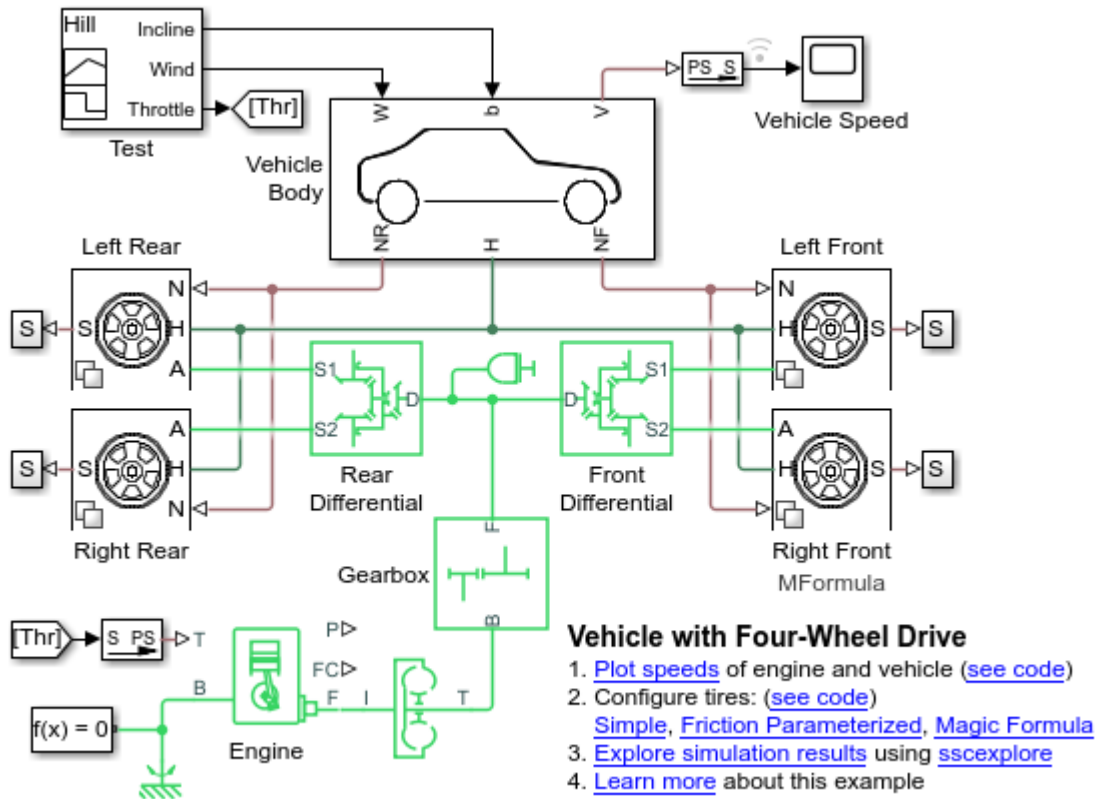 Hill
Incline
Wind
Throttle
[Thr]
Test
W
b
V
PS S
Vehicle Speed
Vehicle
Body
NR
H
NF
Left Rear
N
S
S
H
A
S1
S2
D
Rear
Differential
Left Front
N
H
S
S
D
S1
S2
Front
Differential
A
S
S
H
N
Right Rear
A
H
S
S
Right Front
MFormula
F
Gearbox
B
[Thr]
S PS
T
P
FC
B
F
I
T
f(x) = 0
Engine
Vehicle with Four-Wheel Drive
1. Plot speeds of engine and vehicle (see code)
2. Configure tires: (see code)
Simple, Friction Parameterized, Magic Formula
3. Explore simulation results using sscexplore
4. Learn more about this example